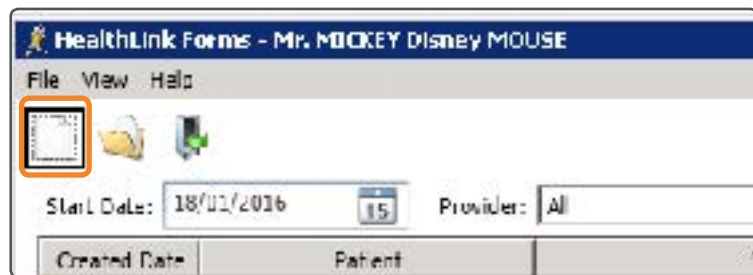 HealthLink Forms - Mr. MICKEY Disney MOUSE
File View Help
Start Date: 18/01/2016 15 Provider: All
Created Date Patient